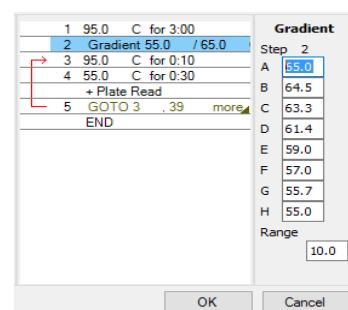 1 95.0 C for 3:00
2 Gradient 55.0 / 65.0
3 95.0 C for 0:10
4 55.0 C for 0:30
+ Plate Read
5 GOTO 3 , 39 more
END
Gradient
Step 2
A 55.0
B 64.5
C 63.3
D 61.4
E 59.0
F 57.0
G 55.7
H 55.0
Range
10.0
OK Cancel